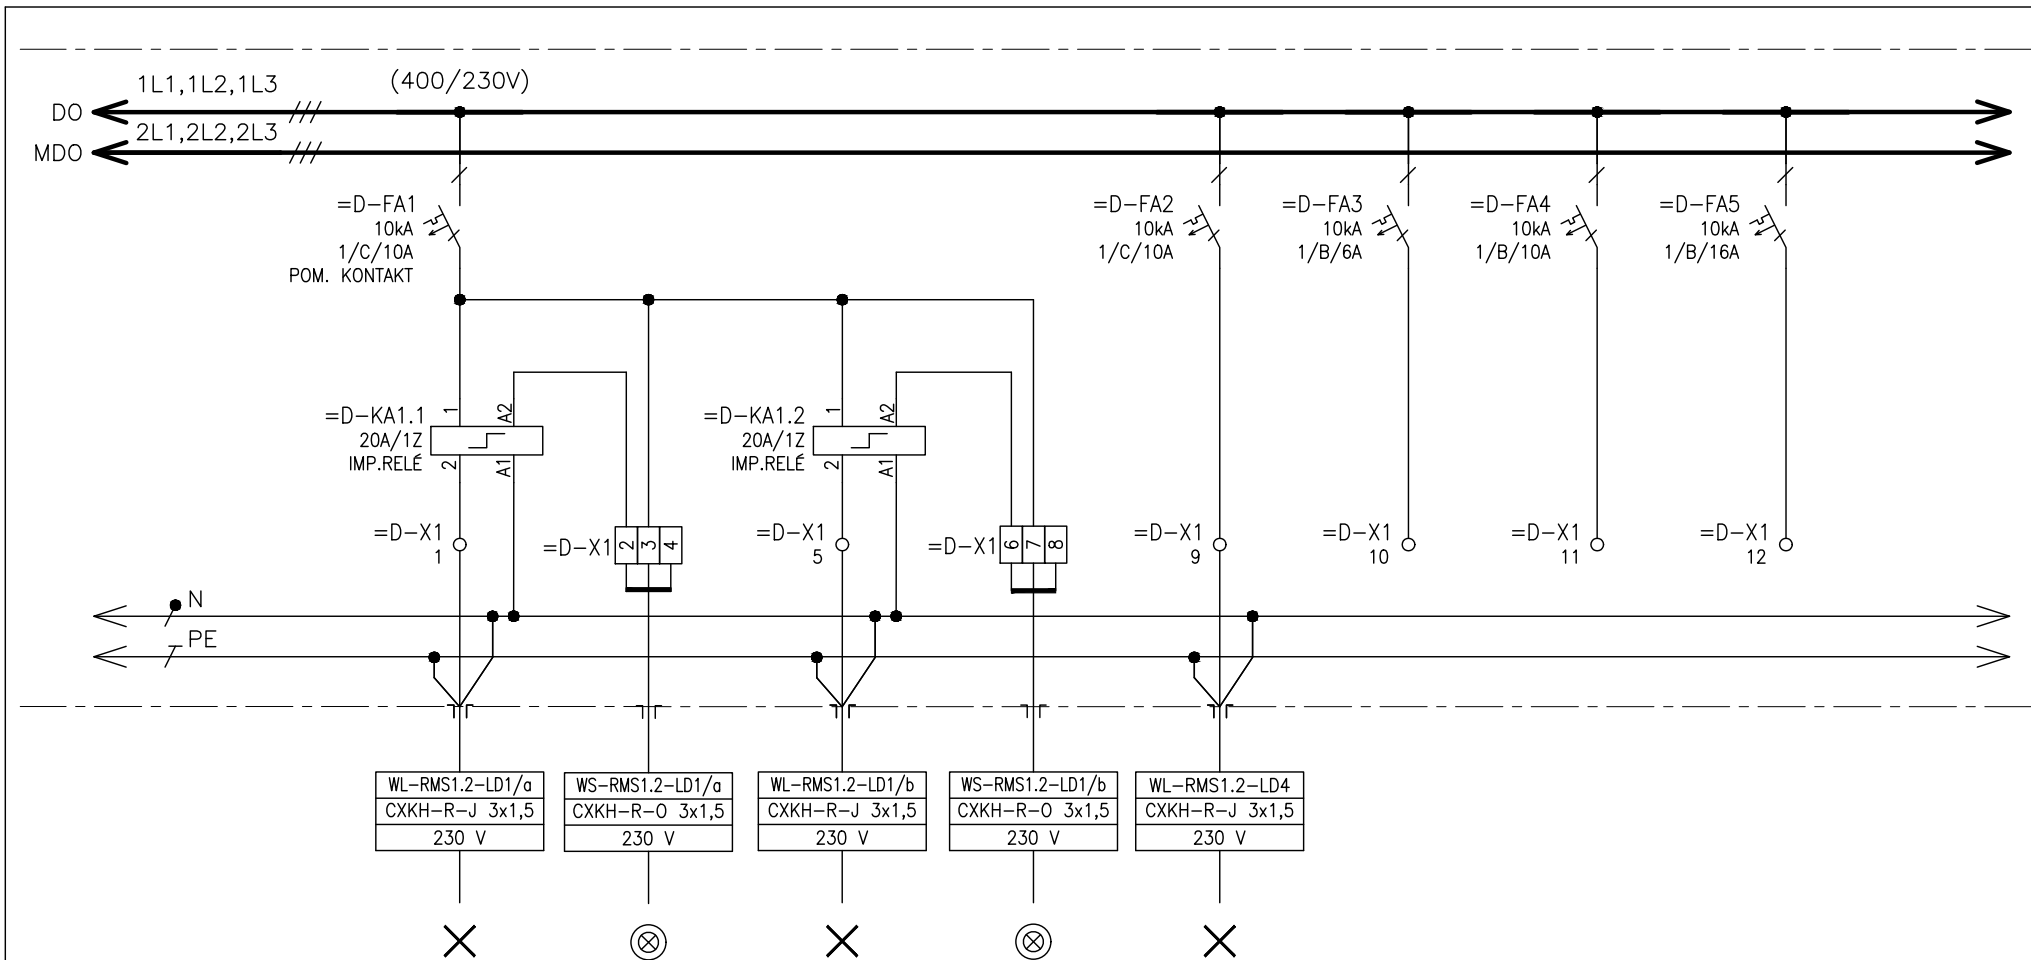 1L1,1L2,1L3
(400/230V)
DO
2L1,2L2,2L3
MDO
=D-FA1
10kA
1/C/10A
POM. KONTAKT
=D-FA2
10kA
1/C/10A
=D-FA3
10kA
1/B/6A
=D-FA4
10kA
1/B/10A
=D-FA5
10kA
1/B/16A
=D-KA1.1
20A/1Z
IMP.RELÉ
1
A2
2
A1
=D-KA1.2
20A/1Z
IMP.RELÉ
1
A2
2
A1
=D-X1
1
=D-X1
2
3
4
=D-X1
5
=D-X1
6
7
8
=D-X1
9
=D-X1
10
=D-X1
11
=D-X1
12
N
PE
WL-RMS1.2-LD1/a
CXKH-R-J 3x1,5
230 V
WS-RMS1.2-LD1/a
CXKH-R-O 3x1,5
230 V
WL-RMS1.2-LD1/b
CXKH-R-J 3x1,5
230 V
WS-RMS1.2-LD1/b
CXKH-R-O 3x1,5
230 V
WL-RMS1.2-LD4
CXKH-R-J 3x1,5
230 V